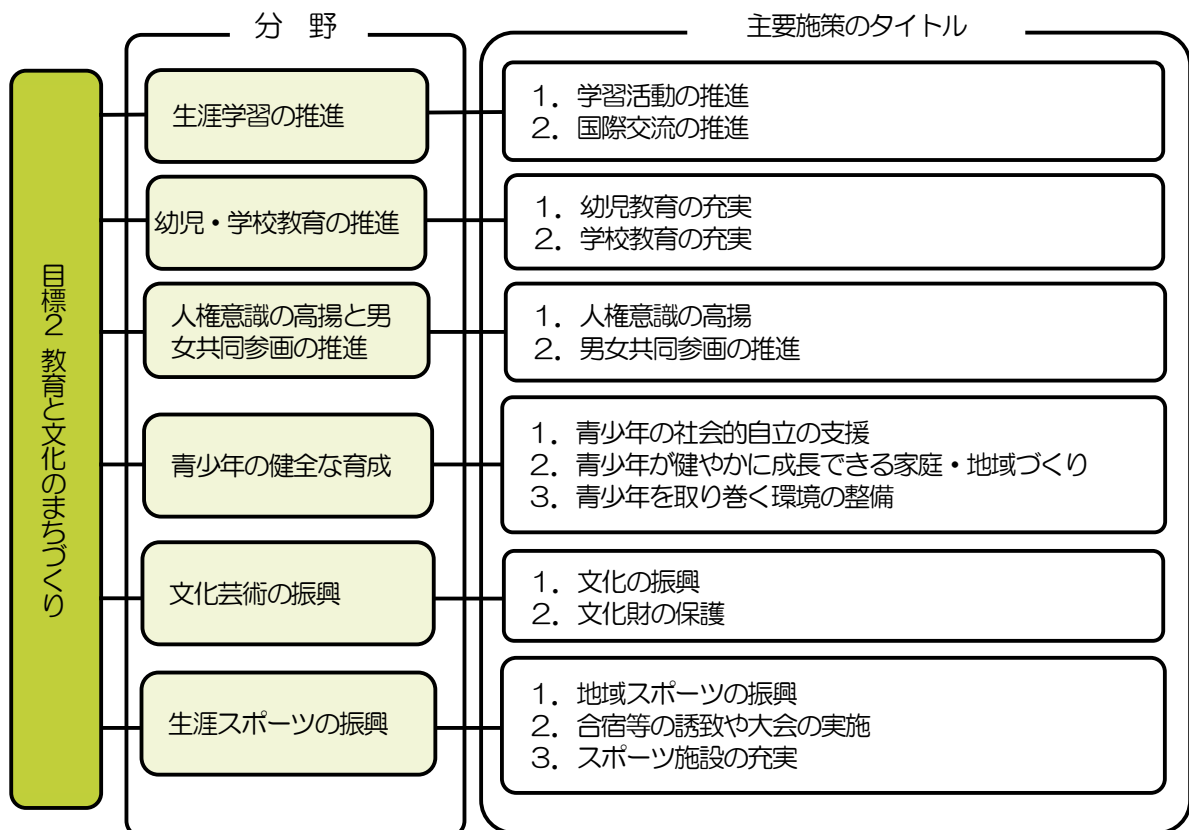 分　野
主要施策のタイトル
目標２　教育と文化のまちづくり
生涯学習の推進
１．学習活動の推進
２．国際交流の推進
幼児・学校教育の推進
１．幼児教育の充実
２．学校教育の充実
人権意識の高揚と男
女共同参画の推進
１．人権意識の高揚
２．男女共同参画の推進
青少年の健全な育成
１．青少年の社会的自立の支援
２．青少年が健やかに成長できる家庭・地域づくり
３．青少年を取り巻く環境の整備
文化芸術の振興
１．文化の振興
２．文化財の保護
生涯スポーツの振興
１．地域スポーツの振興
２．合宿等の誘致や大会の実施
３．スポーツ施設の充実